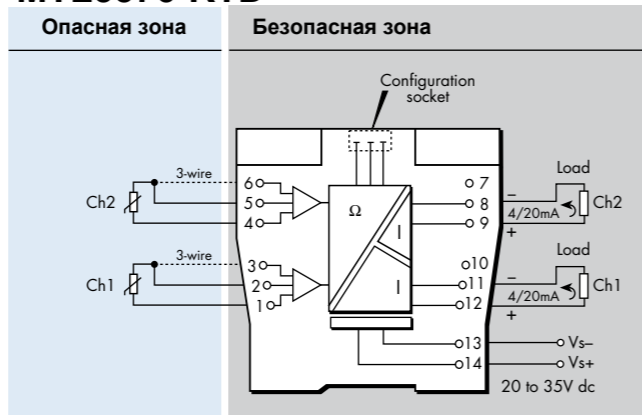 Опасная зона
Безопасная зона
Configuration
socket
3-wire
6
5
4
Ch2
Ω
7
8
9
Load
–
4/20mA
+
Ch2
3-wire
3
2
1
Ch1
I
I
10
11
12
Load
–
4/20mA
+
Ch1
13
14
Vs–
Vs+
20 to 35V dc